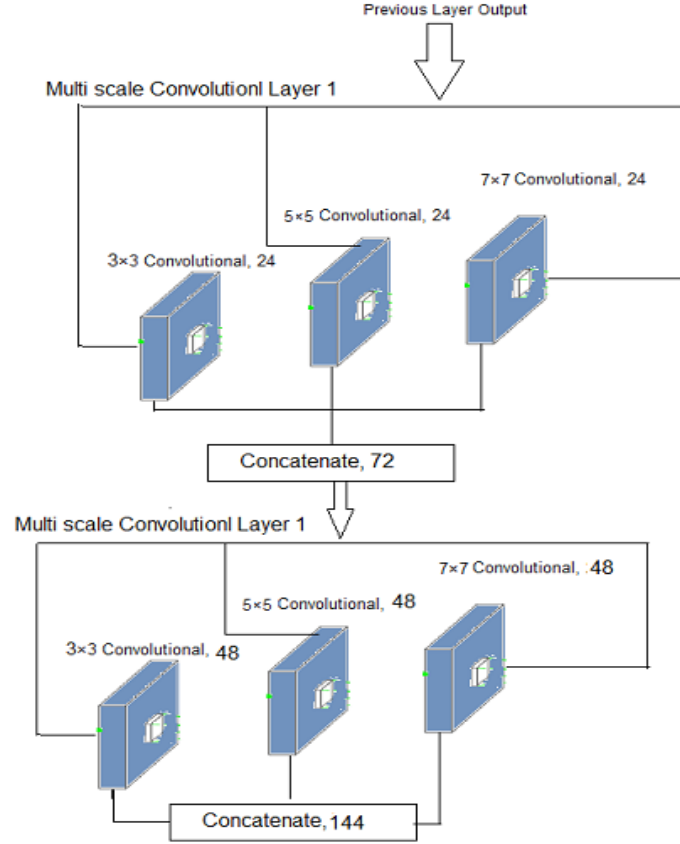 Previous Layer Output
Multi scale Convolutionl Layer 1
7×7 Convolutional, 24
5×5 Convolutional, 24
3×3 Convolutional, 24
Concatenate, 72
Multi scale Convolutionl Layer 1
7×7 Convolutional, 48
5×5 Convolutional, 48
3×3 Convolutional, 48
Concatenate, 144